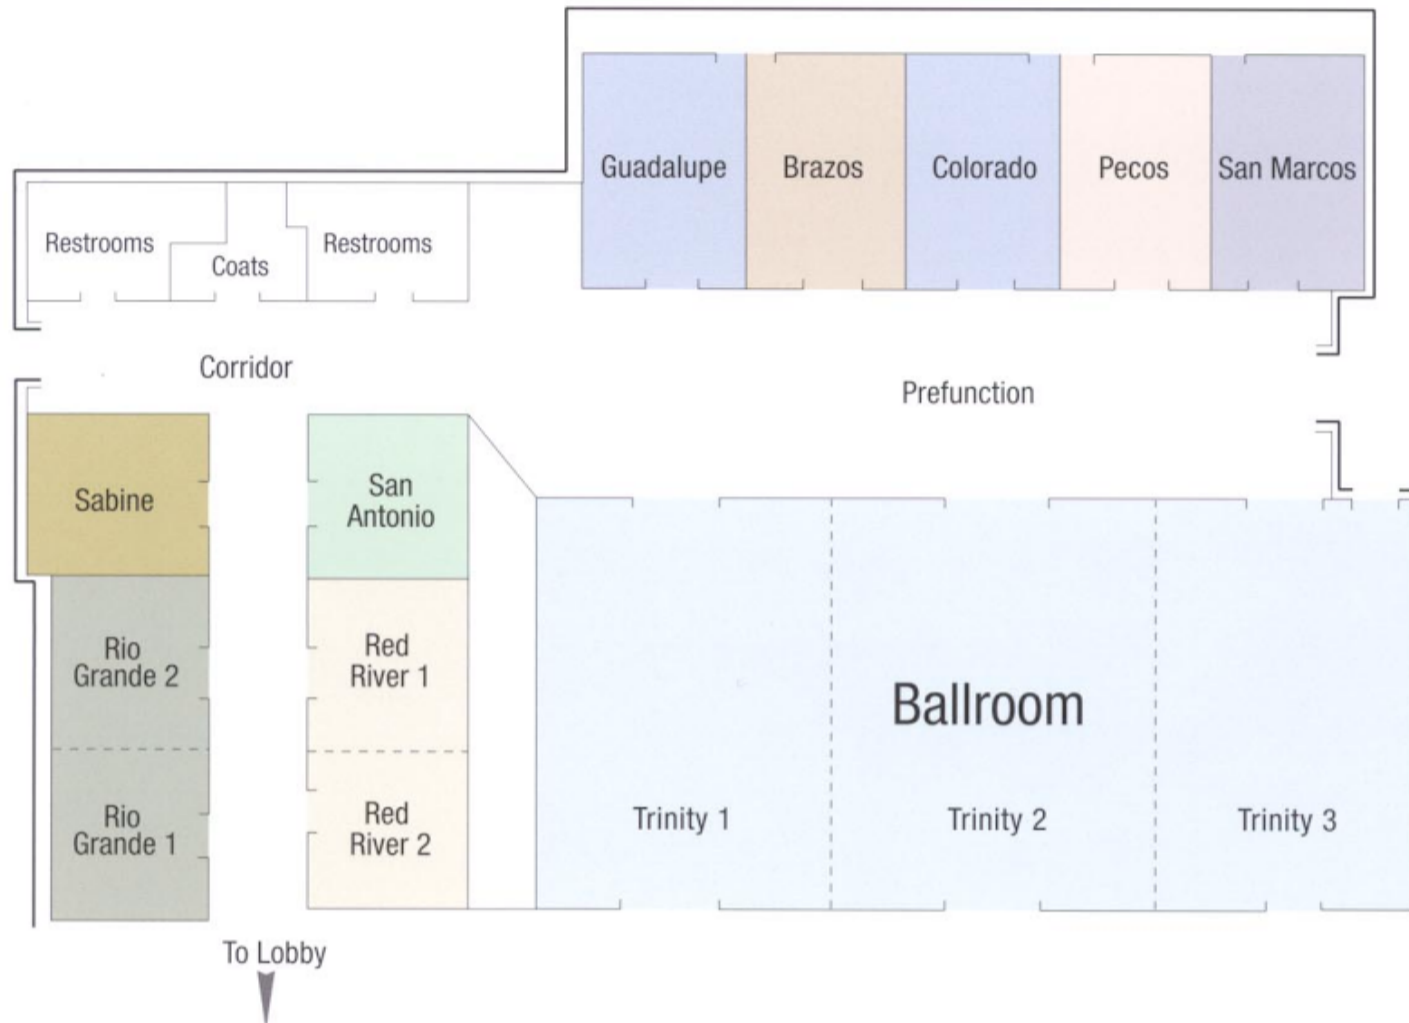 Guadalupe
Brazos
Colorado
Pecos
San Marcos
Restrooms
Coats
Restrooms
Corridor
Prefunction
Sabine
San
Antonio
Rio
Grande 2
Red
River 1
Ballroom
Rio
Grande 1
Red
River 2
Trinity 1
Trinity 2
Trinity 3
To Lobby